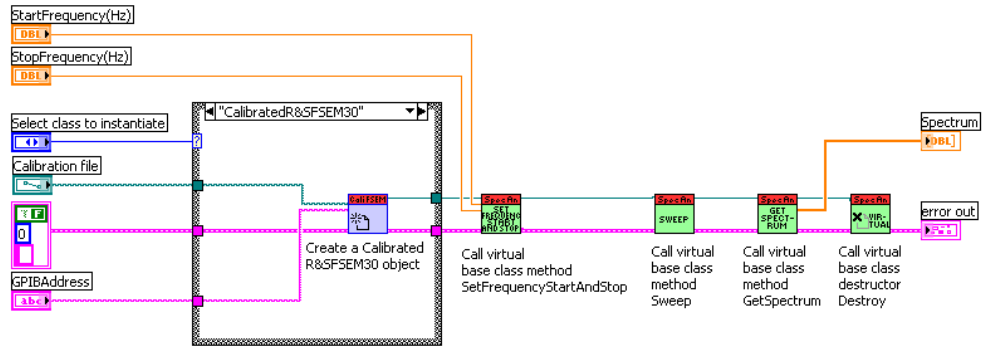 StartFrequency(Hz)
DBL
StopFrequency(Hz)
DBL
"CalibratedR&SFSEM30"
Select class to instantiate
?
Calibration file
? F
0
GPIBAddress
abc
CaliFSEM
Create a Calibrated
R&SFSEM30 object
SpecAn
SET
FREQUENC
START
AND STOP
Call virtual
base class method
SetFrequencyStartAndStop
SpecAn
SWEEP
Call virtual
base class
method
Sweep
SpecAn
GET
SPECT-
RUM
Call virtual
base class
method
GetSpectrum
SpecAn
VIR-
TUAL
Call virtual
base class
destructor
Destroy
Spectrum
[DBL]
error out